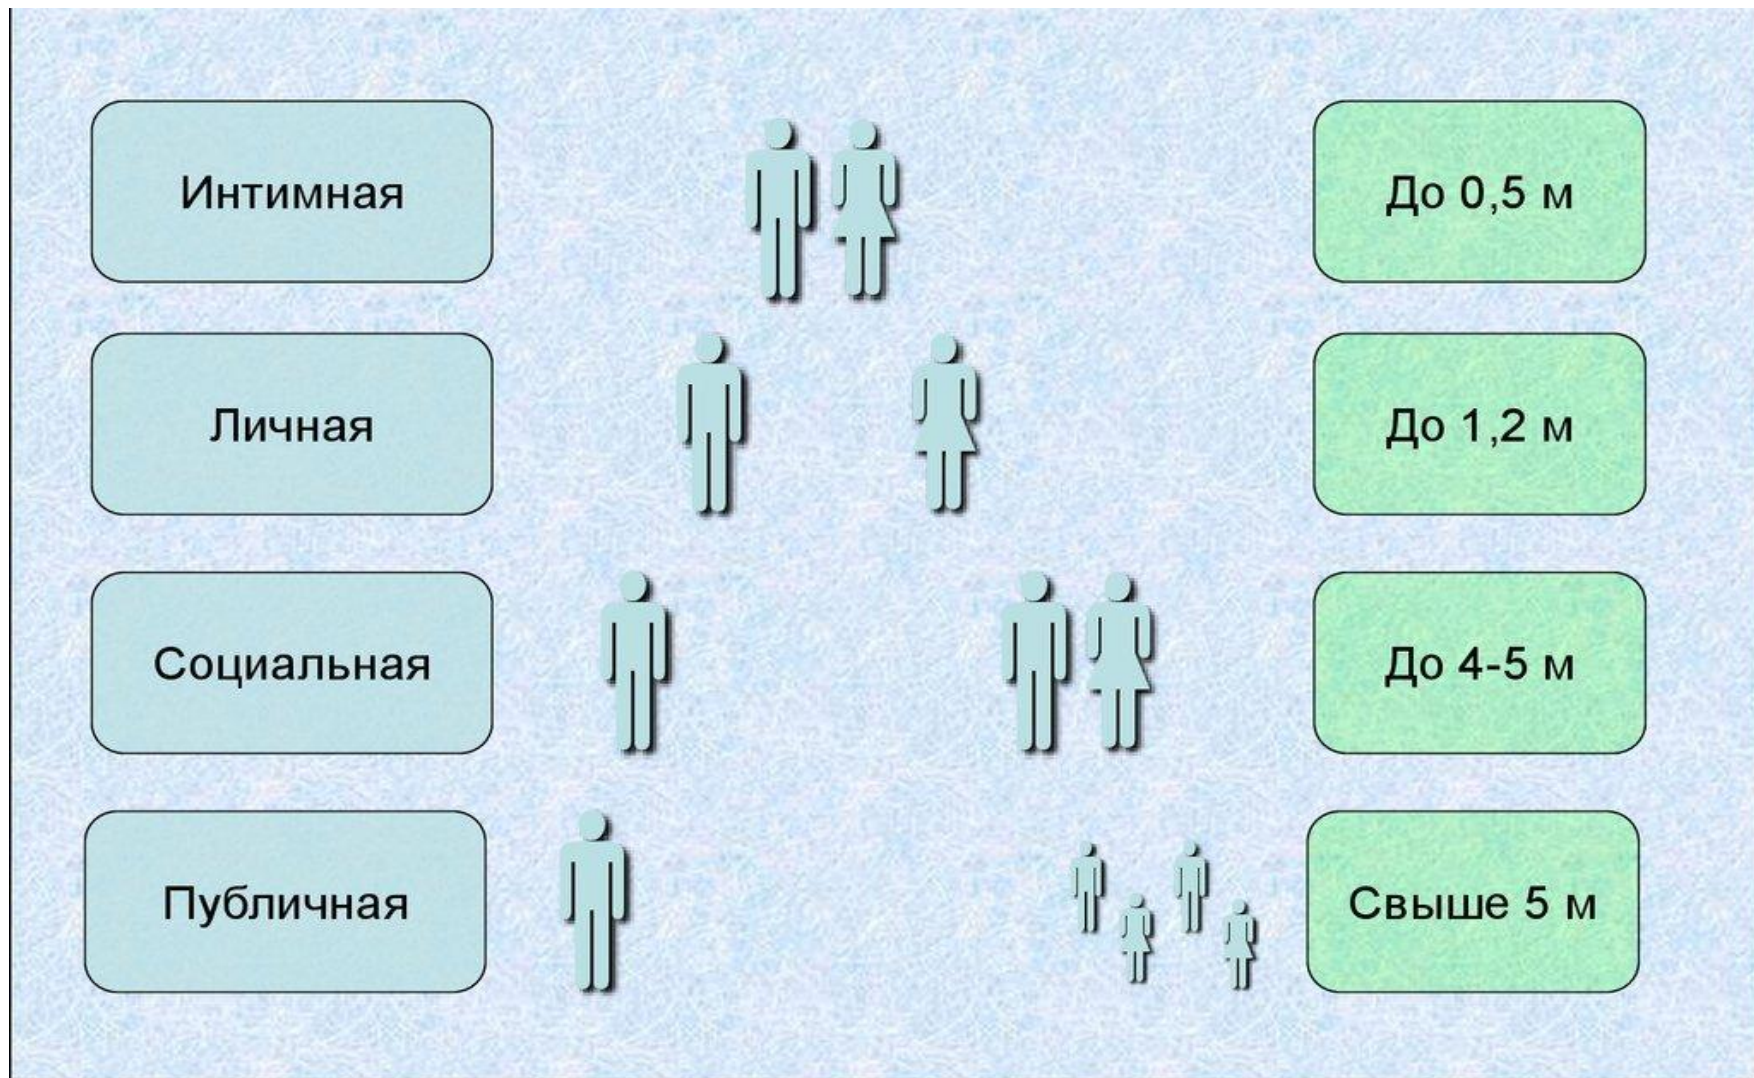 Интимная
До 0,5 м
Личная
До 1,2 м
Социальная
До 4-5 м
Публичная
Свыше 5 м